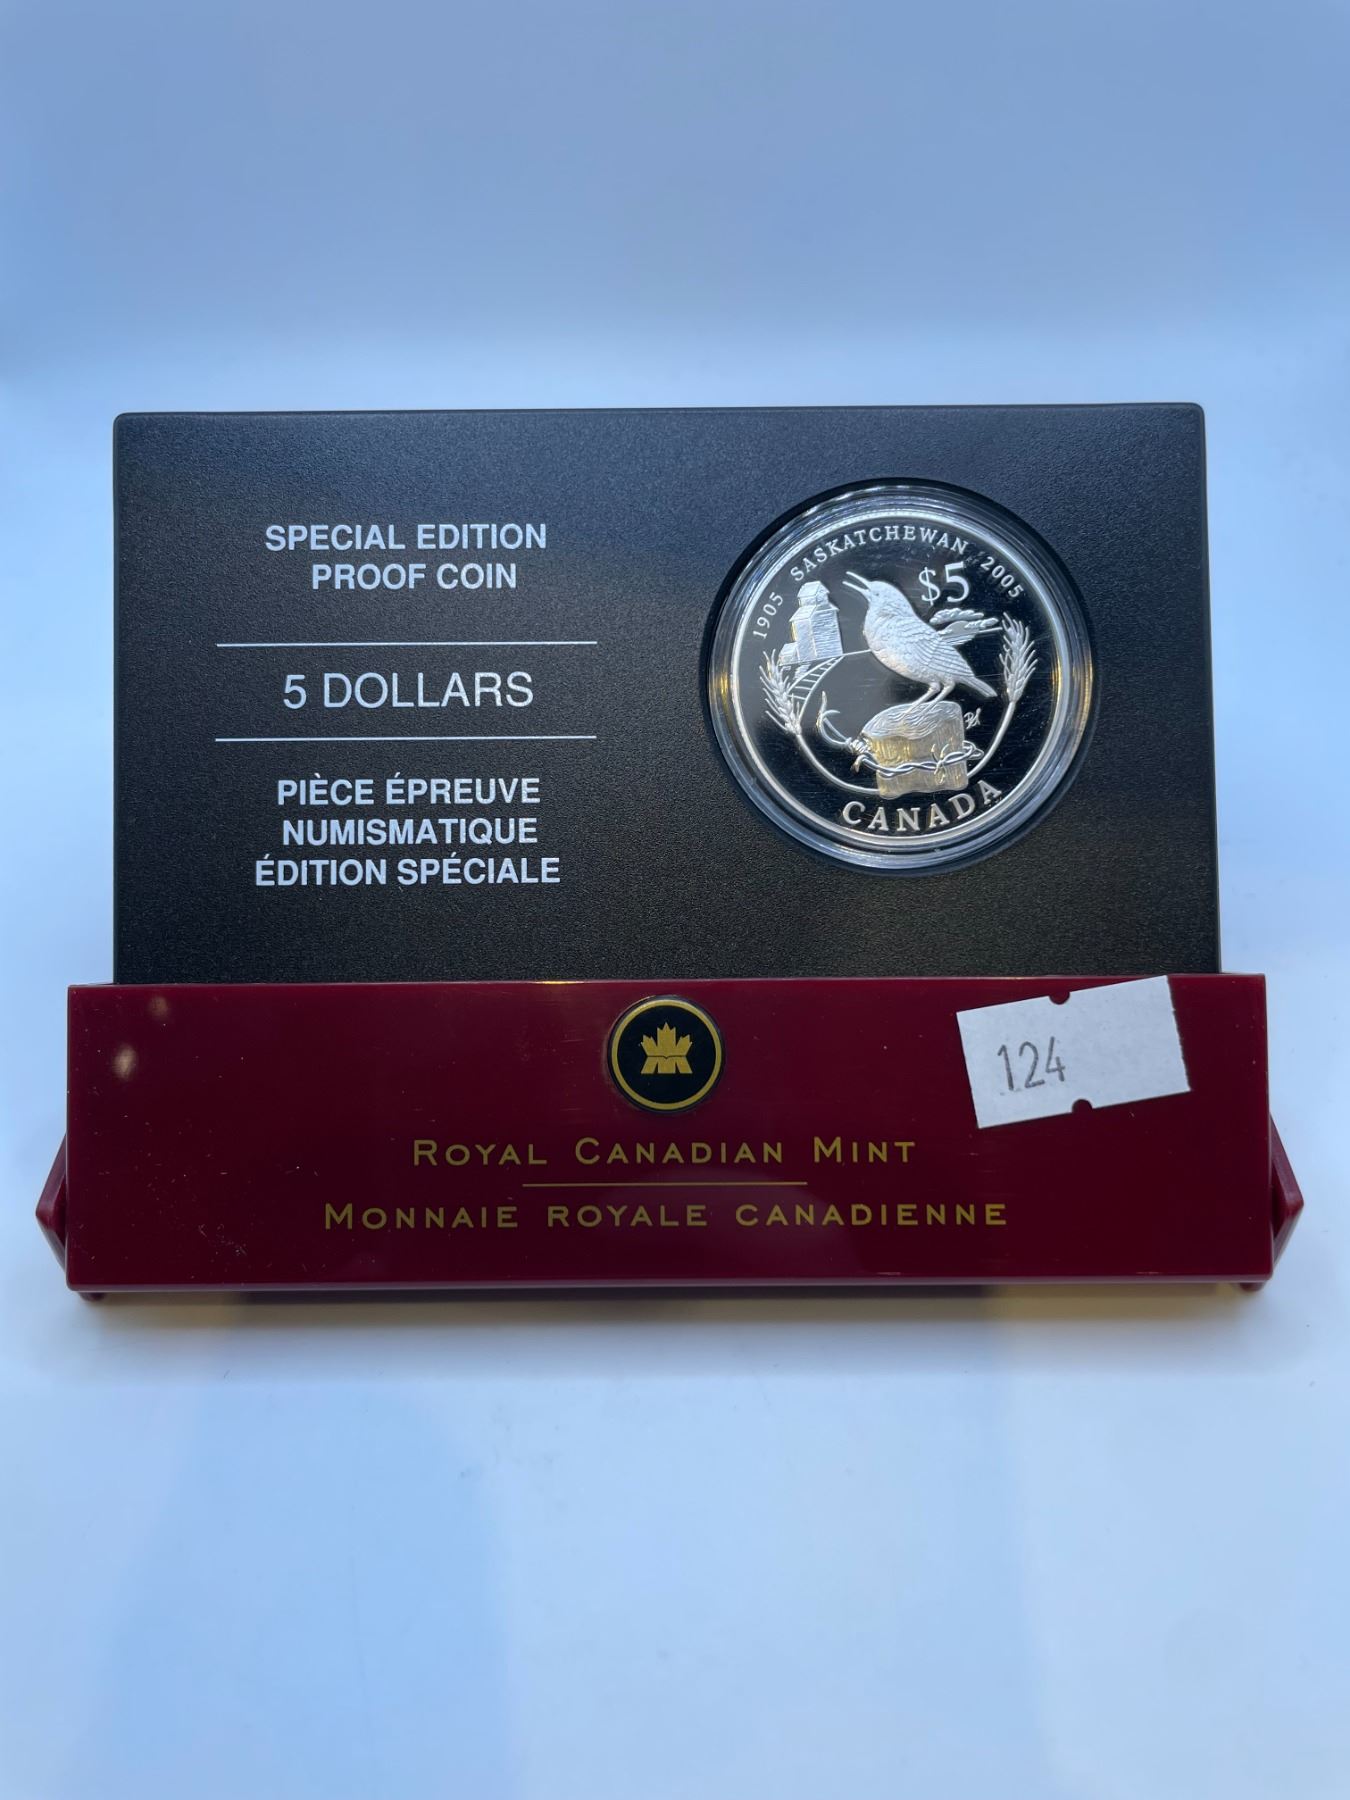 SPECIAL EDITION
PROOF COIN
5 DOLLARS
PIÈCE ÉPREUVE
NUMISMATIQUE
ÉDITION SPÉCIALE
1905 SASKATCHEWAN 2005
$5
CANADA
124
ROYAL CANADIAN MINT
MONNAIE ROYALE CANADIENNE